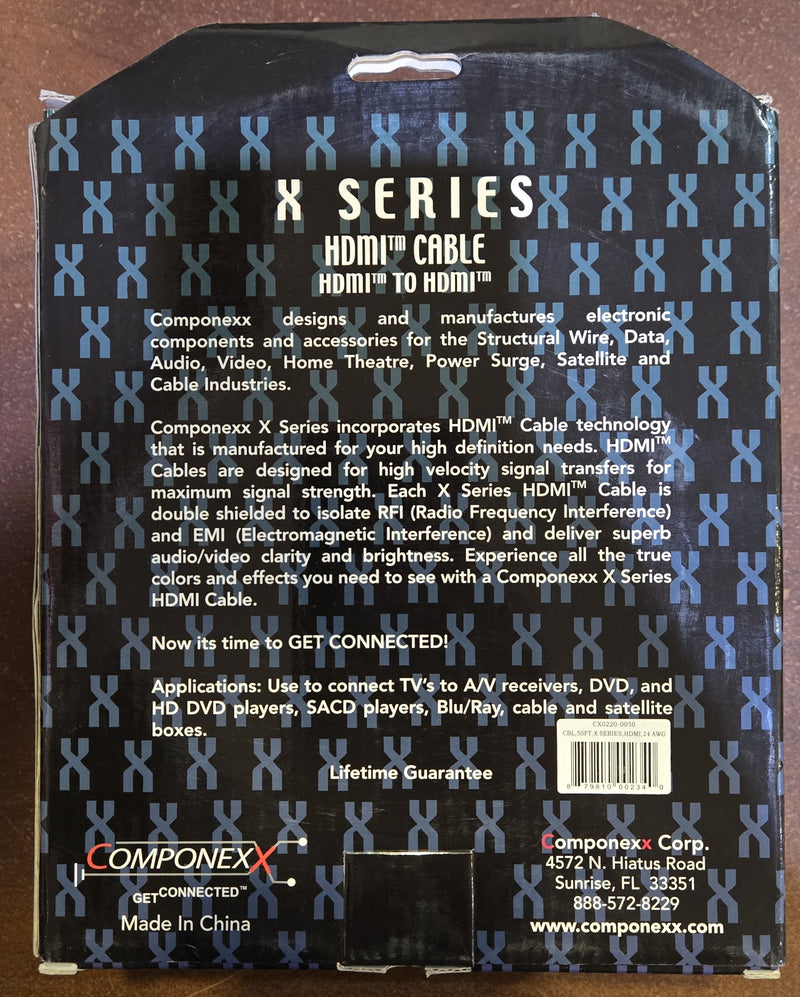 X SERIES
HDMI™ CABLE
HDMI™ TO HDMI™
Componexx designs and manufactures electronic
components and accessories for the Structural Wire, Data,
Audio, Video, Home Theatre, Power Surge, Satellite and
Cable Industries.
Componexx X Series incorporates HDMI™ Cable technology
that is manufactured for your high definition needs. HDMI™
Cables are designed for high velocity signal transfers for
maximum signal strength. Each X Series HDMI™ Cable is
double shielded to isolate RFI (Radio Frequency Interference)
and EMI (Electromagnetic Interference) and deliver superb
audio/video clarity and brightness. Experience all the true
colors and effects you need to see with a Componexx X Series
HDMI Cable.
Now its time to GET CONNECTED!
Applications: Use to connect TV's to A/V receivers, DVD, and
HD DVD players, SACD players, Blu/Ray, cable and satellite
boxes.
CX0220-0050
CBL,50FT,X SERIES,HDMI,24 AWG
8 79810 00234 0
Lifetime Guarantee
COMPONEXX
GET CONNECTED™
Made In China
Componexx Corp.
4572 N. Hiatus Road
Sunrise, FL 33351
888-572-8229
www.componexx.com